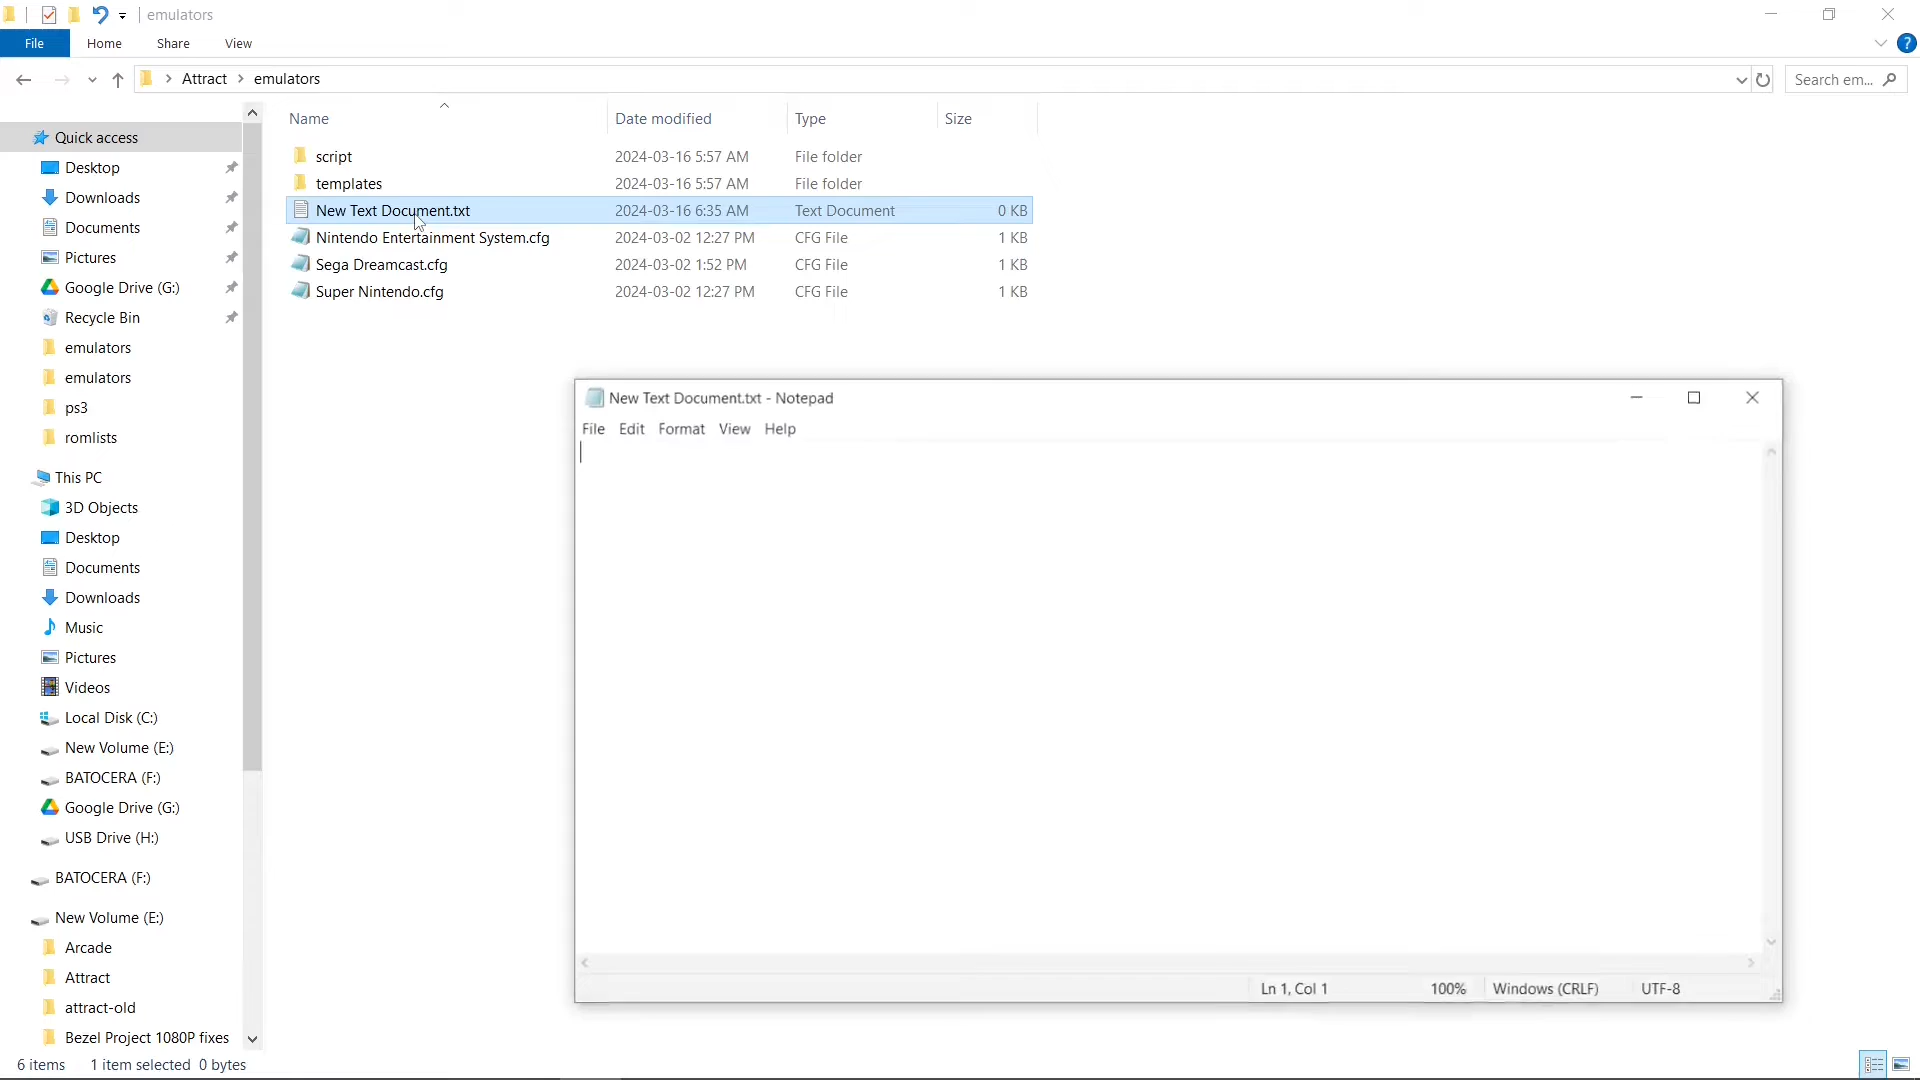 emulators
File Home Share View
Attract emulators
Search em...
Name Date modified Type Size
Quick access
Desktop
Downloads
Documents
Pictures
Google Drive (G:)
Recycle Bin
emulators
emulators
ps3
romlists
This PC
3D Objects
Desktop
Documents
Downloads
Music
Pictures
Videos
Local Disk (C:)
New Volume (E:)
BATOCERA (F:)
Google Drive (G:)
USB Drive (H:)
BATOCERA (F:)
New Volume (E:)
Arcade
Attract
attract-old
Bezel Project 1080P fixes
script 2024-03-16 5:57 AM File folder
templates 2024-03-16 5:57 AM File folder
New Text Document.txt 2024-03-16 6:35 AM Text Document 0 KB
Nintendo Entertainment System.cfg 2024-03-02 12:27 PM CFG File 1 KB
Sega Dreamcast.cfg 2024-03-02 1:52 PM CFG File 1 KB
Super Nintendo.cfg 2024-03-02 12:27 PM CFG File 1 KB
New Text Document.txt - Notepad
File Edit Format View Help
Ln 1, Col 1 100% Windows (CRLF) UTF-8
6 items 1 item selected 0 bytes